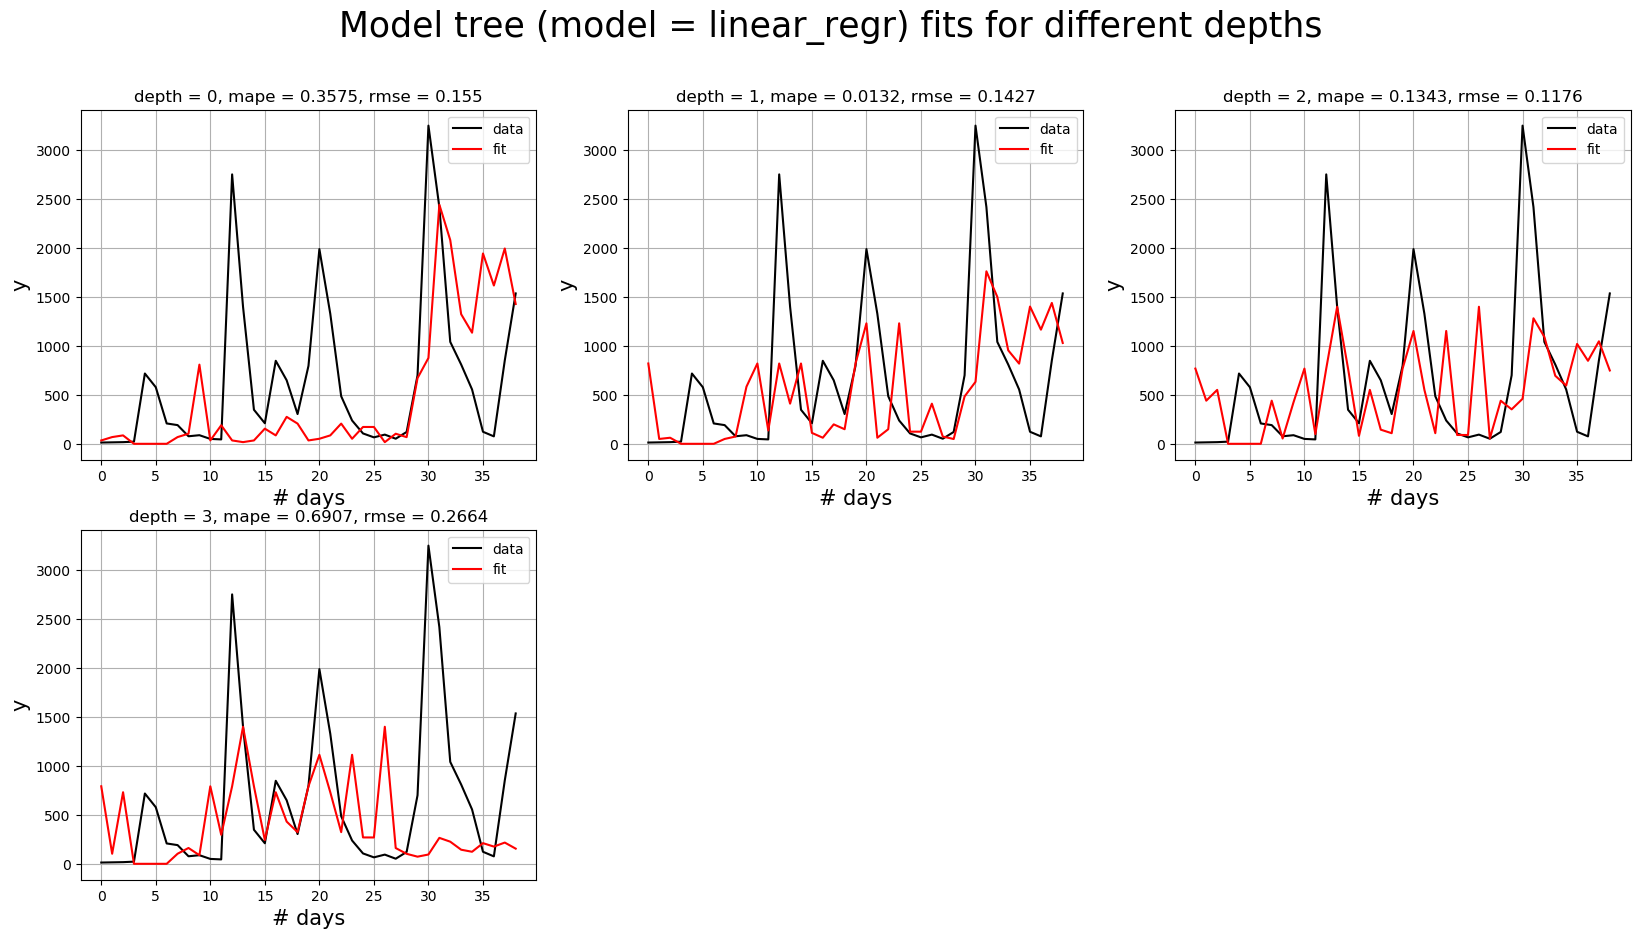 Model tree (model = linear_regr) fits for different depths
depth = 0, mape = 0.3575, rmse = 0.155
data
fit
3000
2500
2000
1500
1000
500
0
y
0 5 10 15 20 25 30 35
# days
depth = 1, mape = 0.0132, rmse = 0.1427
data
fit
3000
2500
2000
1500
1000
500
0
y
0 5 10 15 20 25 30 35
# days
depth = 2, mape = 0.1343, rmse = 0.1176
data
fit
3000
2500
2000
1500
1000
500
0
y
0 5 10 15 20 25 30 35
# days
depth = 3, mape = 0.6907, rmse = 0.2664
data
fit
3000
2500
2000
1500
1000
500
0
y
0 5 10 15 20 25 30 35
# days